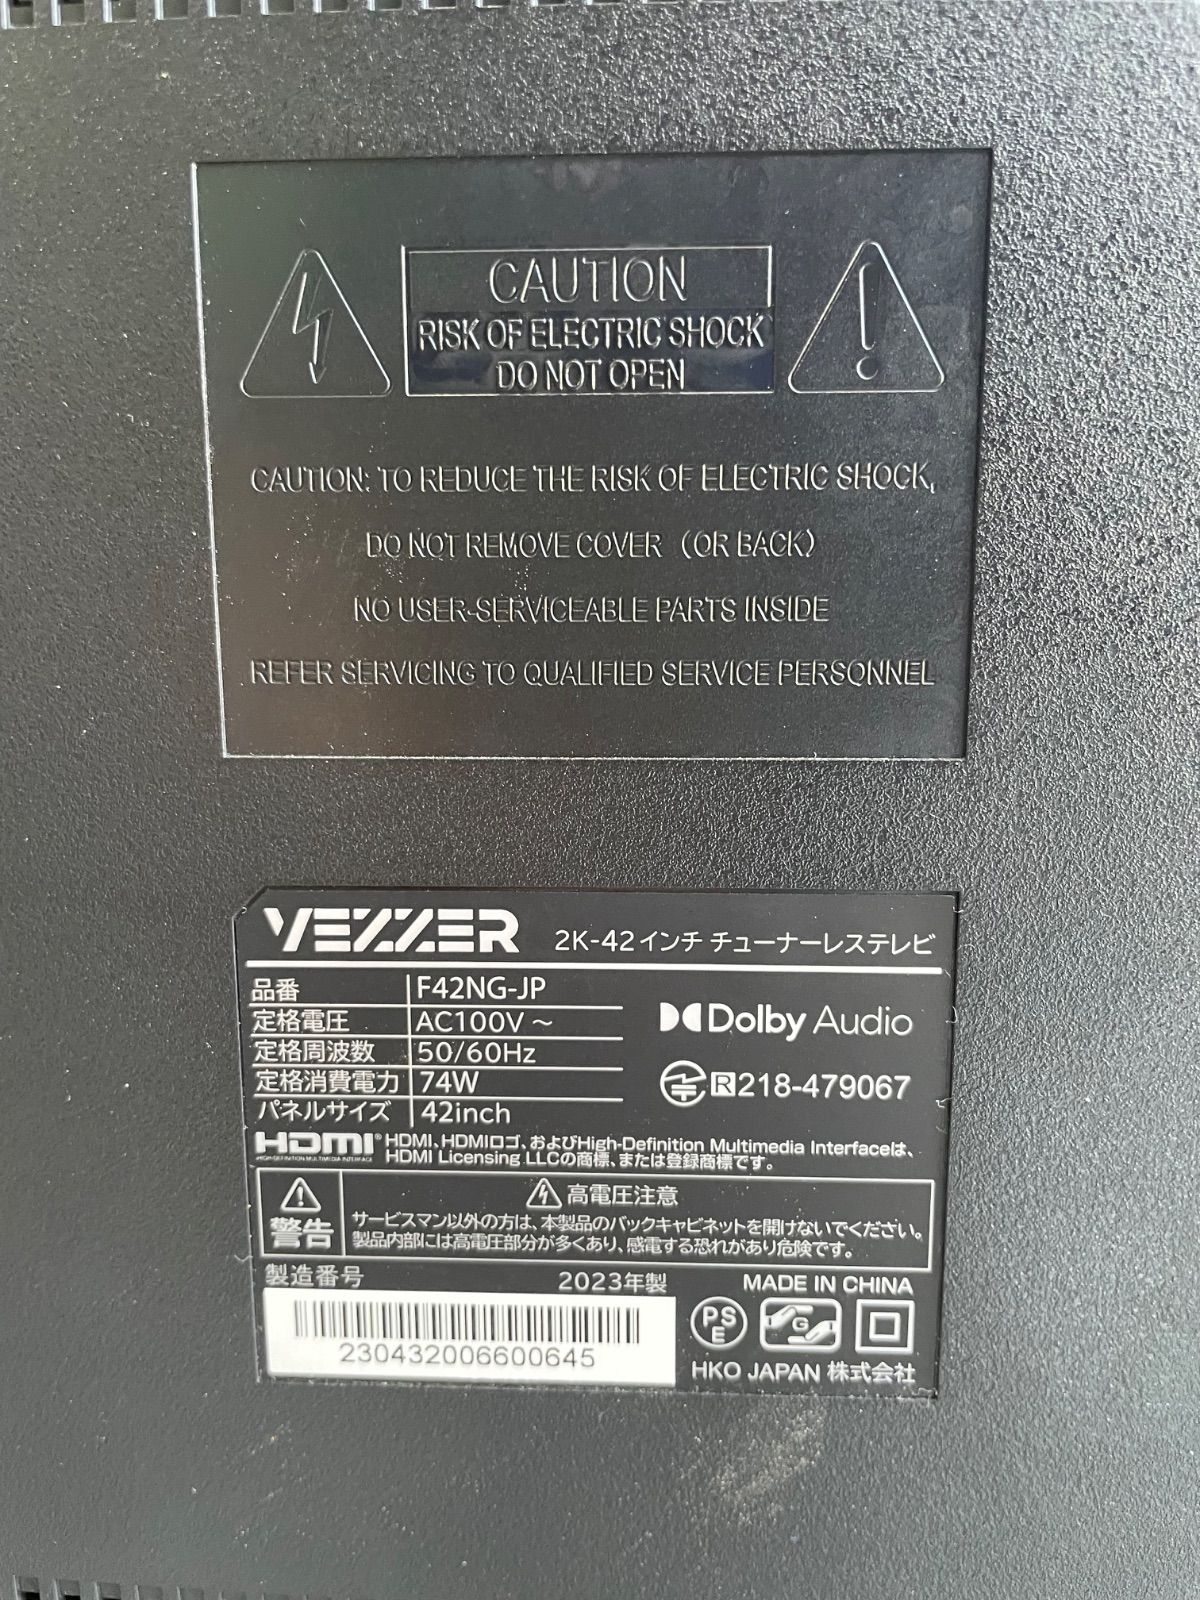 CAUTION
RISK OF ELECTRIC SHOCK
DO NOT OPEN
CAUTION: TO REDUCE THE RISK OF ELECTRIC SHOCK,
DO NOT REMOVE COVER (OR BACK)
NO USER-SERVICEABLE PARTS INSIDE
REFER SERVICING TO QUALIFIED SERVICE PERSONNEL
VEZZER 2K-42インチ チューナーレステレビ
品番 F42NG-JP
定格電圧 AC100V～
定格周波数 50/60Hz
定格消費電力 74W
パネルサイズ 42inch
Dolby Audio
R 218-479067
HDMI® HDMI、HDMIロゴ、およびHigh-Definition Multimedia Interfaceは、
HIGH-DEFINITION MULTIMEDIA INTERFACE HDMI Licensing LLCの商標、または登録商標です。
警告
高電圧注意
サービスマン以外の方は、本製品のバックキャビネットを開けないでください。
製品内部には高電圧部分が多くあり、感電する恐れがあり危険です。
製造番号 2023年製 MADE IN CHINA
230432006600645
PS
E
G
HKO JAPAN 株式会社